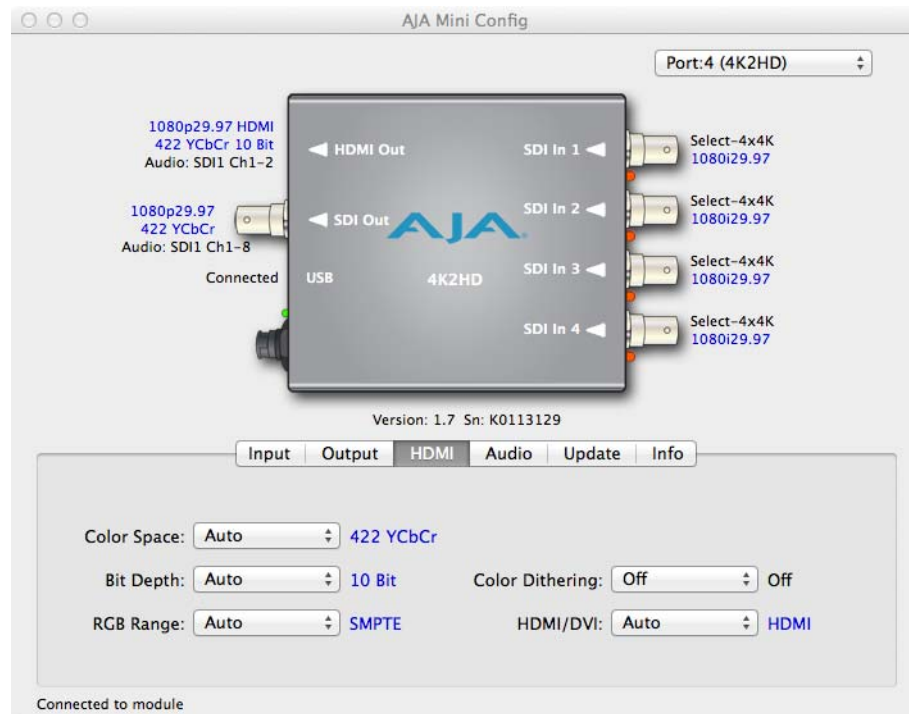 AJA Mini Config
Port:4 (4K2HD)
1080p29.97 HDMI
422 YCbCr 10 Bit
Audio: SDI1 Ch1-2
HDMI Out
SDI In 1
Select-4x4K
1080i29.97
1080p29.97
422 YCbCr
Audio: SDI1 Ch1-8
SDI Out
AJA
SDI In 2
Select-4x4K
1080i29.97
Connected
USB
4K2HD
SDI In 3
Select-4x4K
1080i29.97
SDI In 4
Select-4x4K
1080i29.97
Version: 1.7 Sn: K0113129
Input Output HDMI Audio Update Info
Color Space: Auto 422 YCbCr
Bit Depth: Auto 10 Bit Color Dithering: Off Off
RGB Range: Auto SMPTE HDMI/DVI: Auto HDMI
Connected to module